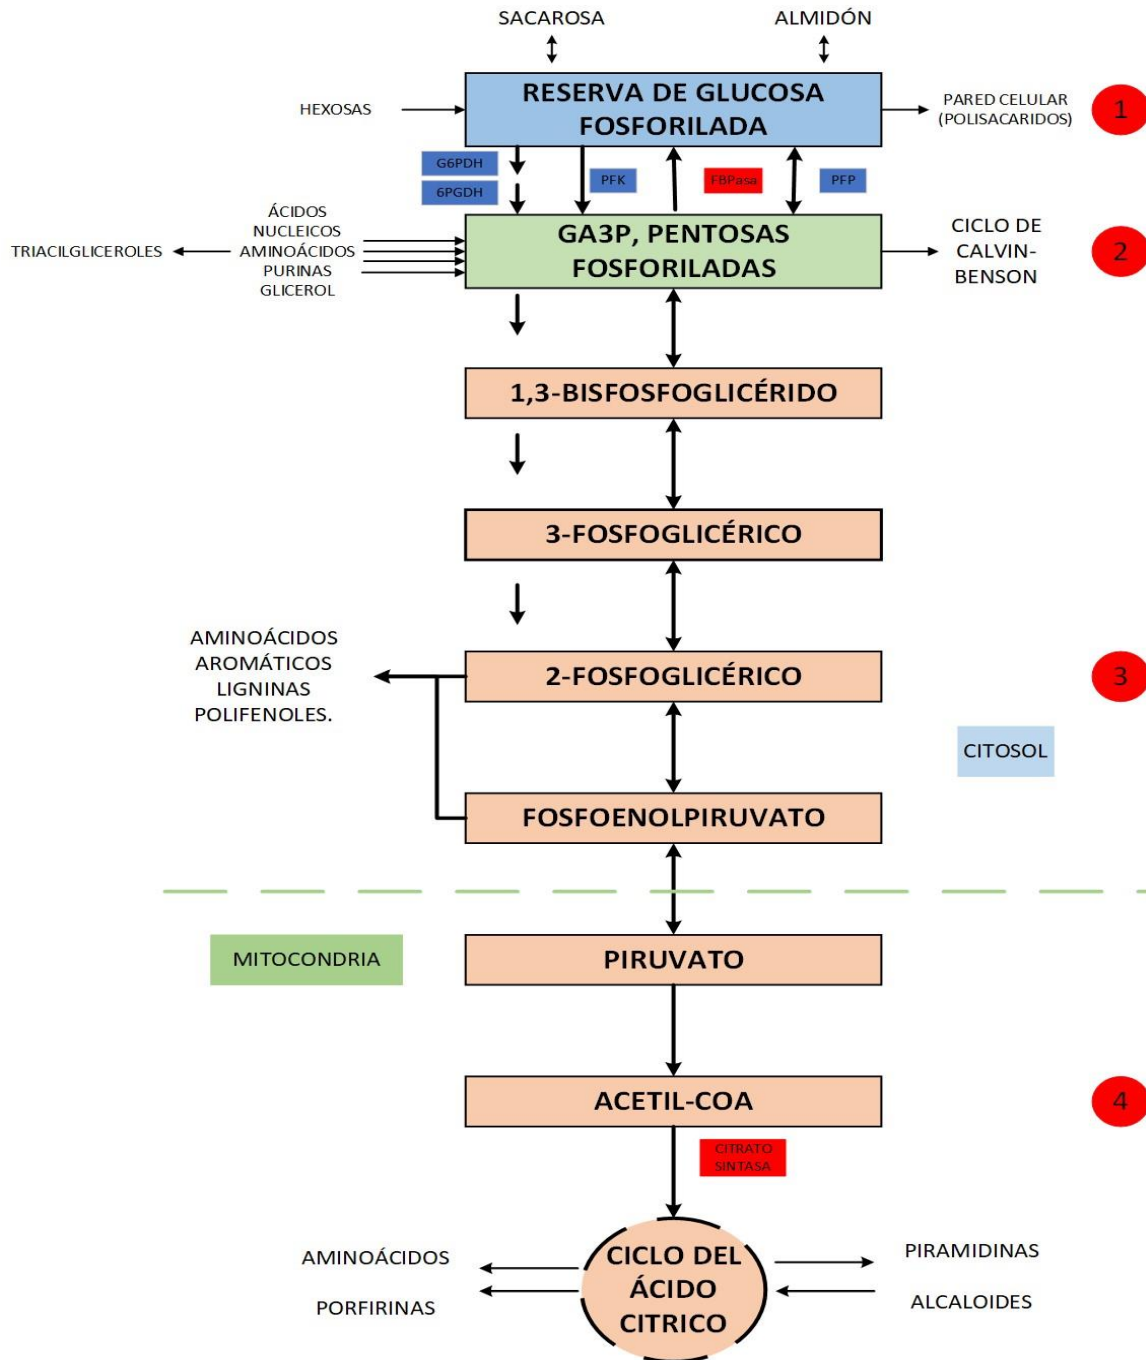 SACAROSA
ALMIDÓN
HEXOSAS
RESERVA DE GLUCOSA
FOSFORILADA
PARED CELULAR
(POLISACARIDOS)
1
G6PDH
6PGDH
PFK
FBPasa
PFP
TRIACILGLICEROLES
ÁCIDOS
NUCLEICOS
AMINOÁCIDOS
PURINAS
GLICEROL
GA3P, PENTOSAS
FOSFORILADAS
CICLO DE
CALVIN-
BENSON
2
1,3-BISFOSFOGLICÉRIDO
3-FOSFOGLICÉRICO
AMINOÁCIDOS
AROMÁTICOS
LIGNINAS
POLIFENOLES.
2-FOSFOGLICÉRICO
3
CITOSOL
FOSFOENOLPIRUVATO
MITOCONDRIA
PIRUVATO
ACETIL-COA
4
CITRATO
SINTASA
AMINOÁCIDOS
PORFIRINAS
CICLO DEL
ÁCIDO
CITRICO
PIRAMIDINAS
ALCALOIDES